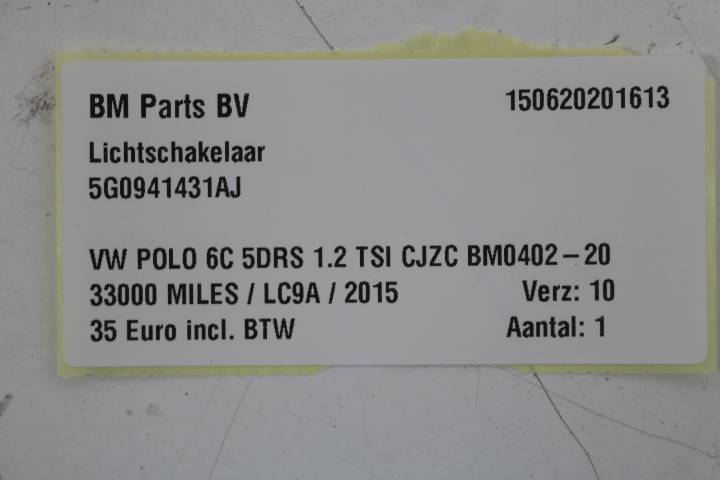 BM Parts BV 150620201613
Lichtschakelaar
5G0941431AJ
VW POLO 6C 5DRS 1.2 TSI CJZC BM0402-20
33000 MILES / LC9A / 2015 Verz: 10
35 Euro incl. BTW Aantal: 1